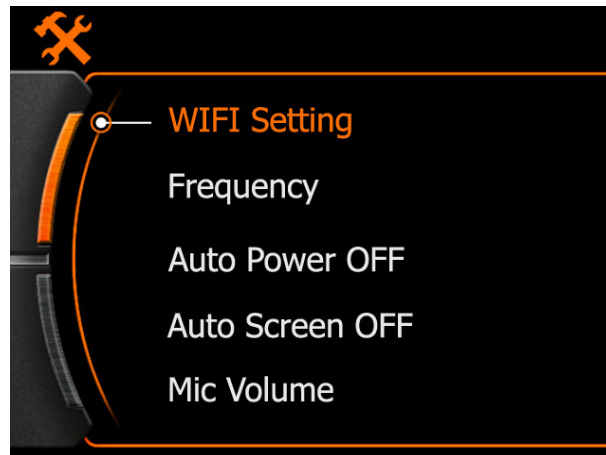 WIFI Setting
Frequency
Auto Power OFF
Auto Screen OFF
Mic Volume